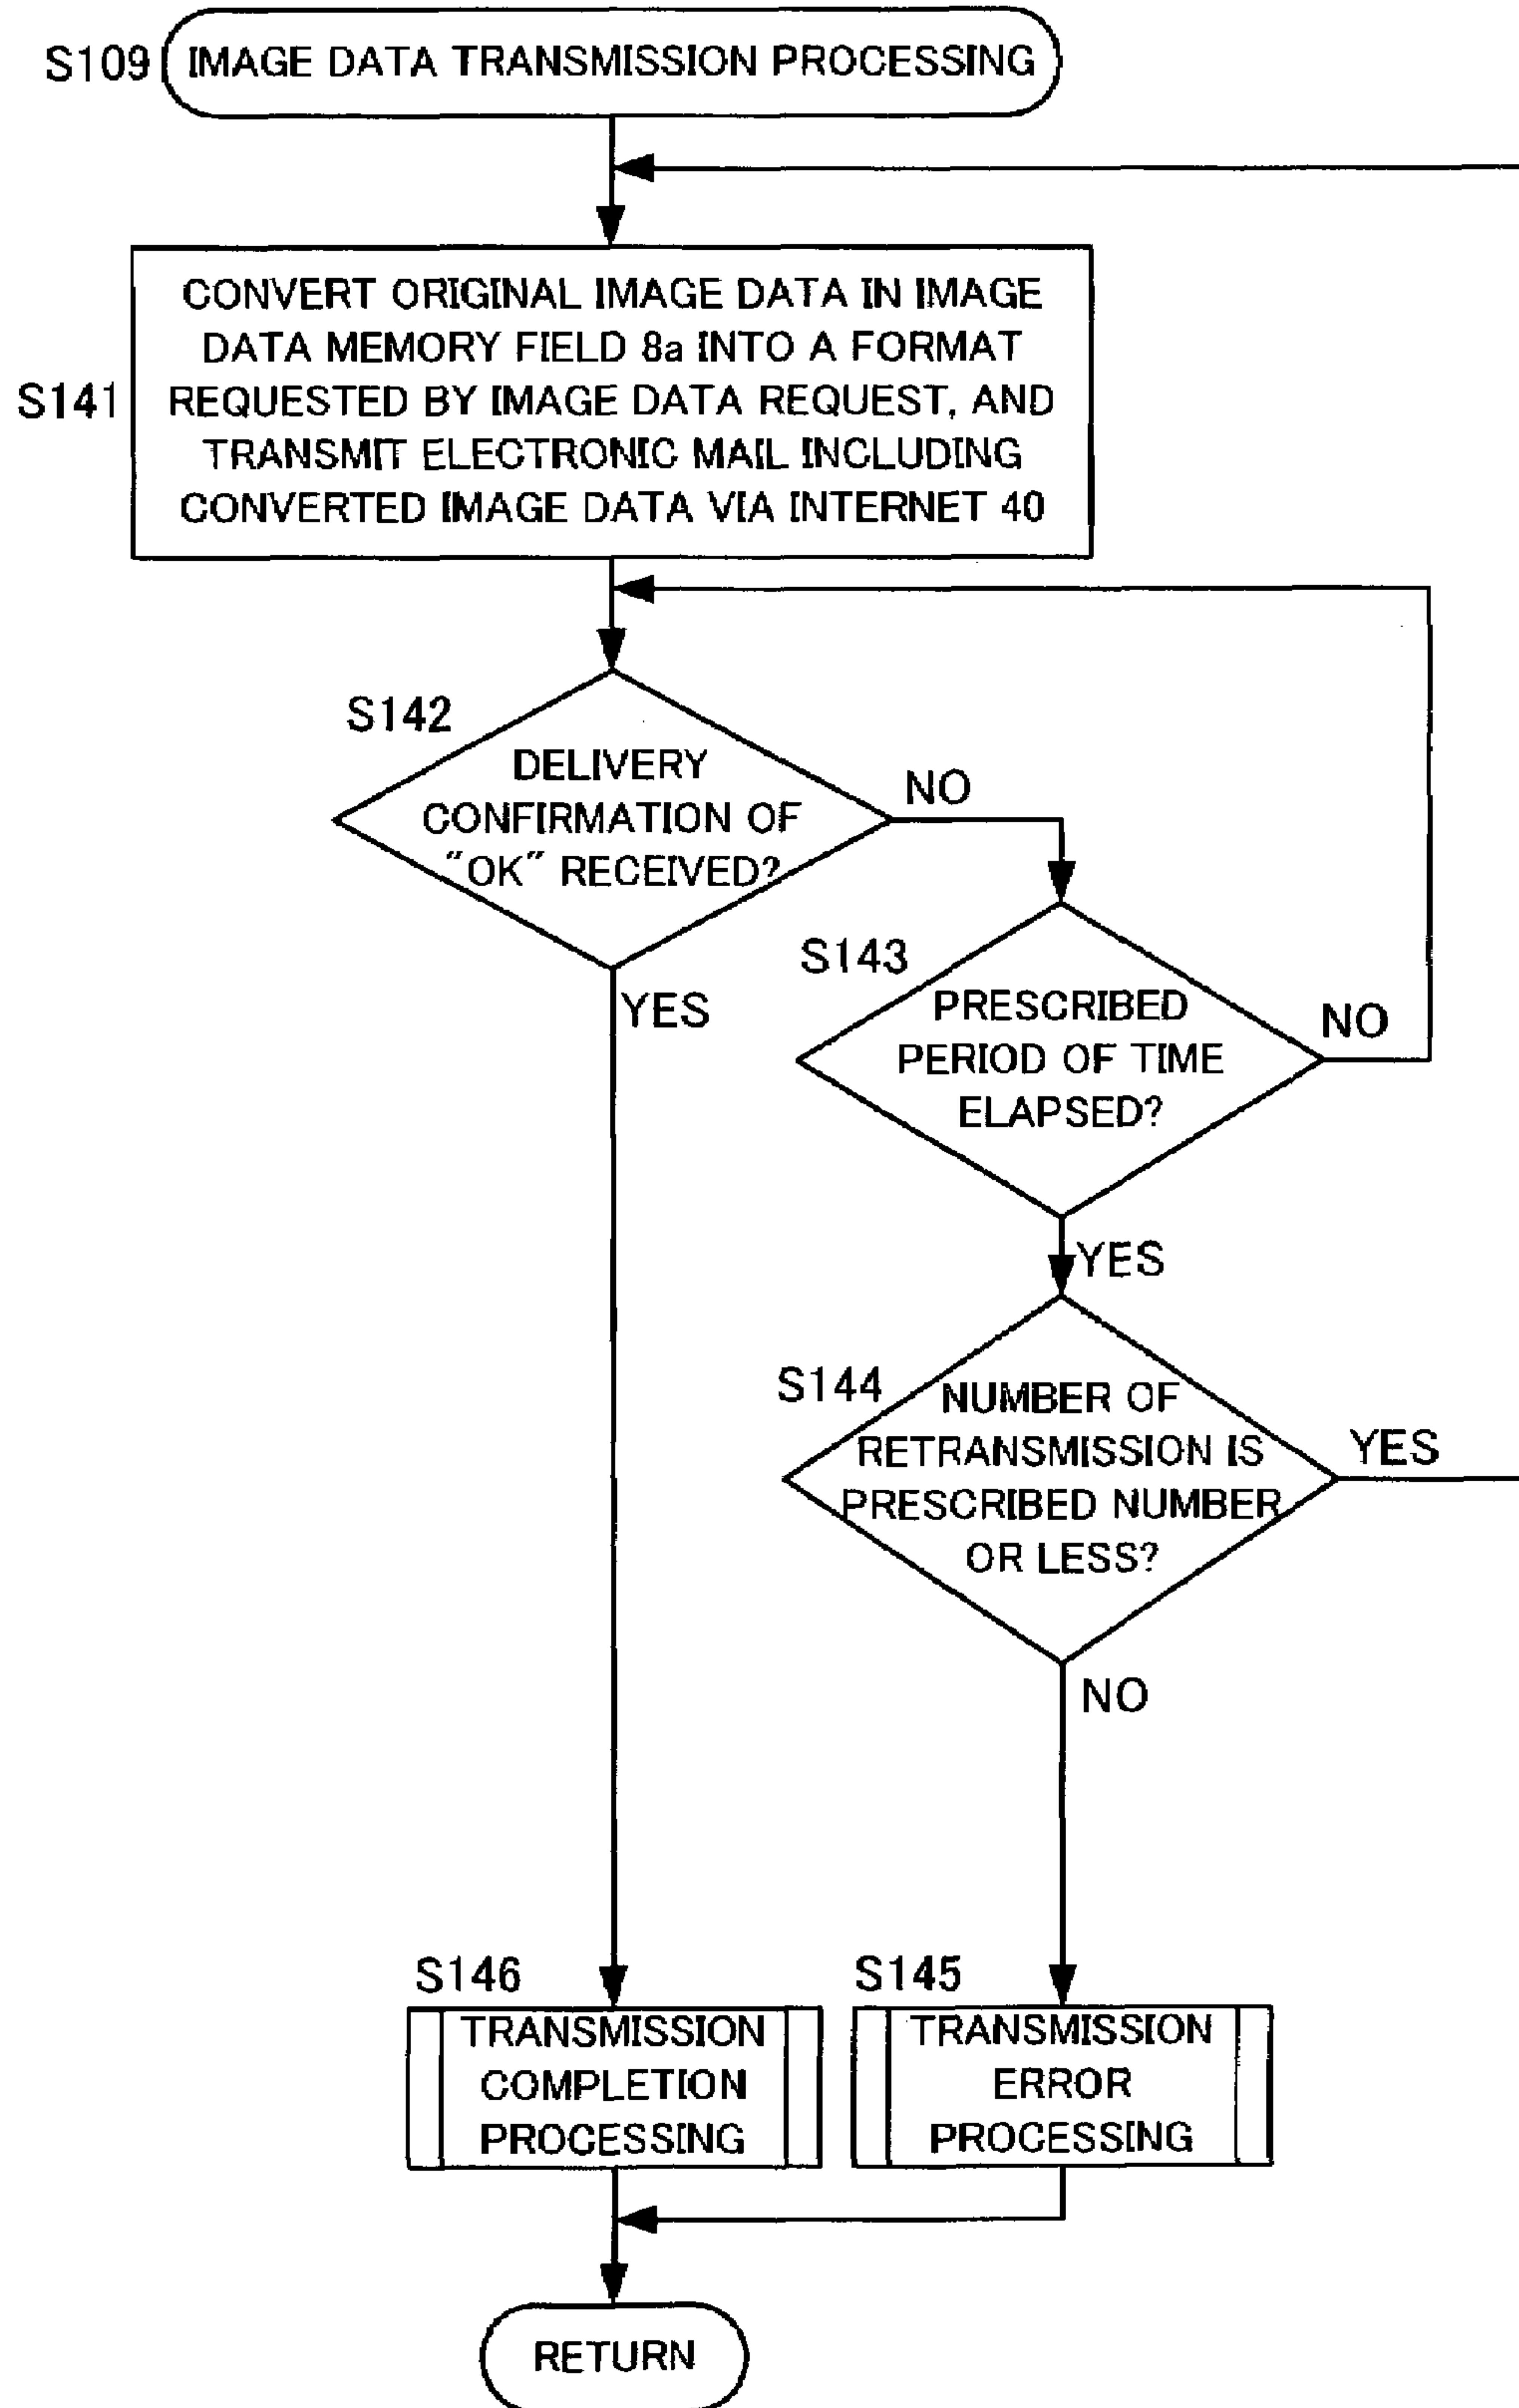 S109
IMAGE DATA TRANSMISSION PROCESSING
S141
CONVERT ORIGINAL IMAGE DATA IN IMAGE
DATA MEMORY FIELD 8a INTO A FORMAT
REQUESTED BY IMAGE DATA REQUEST, AND
TRANSMIT ELECTRONIC MAIL INCLUDING
CONVERTED IMAGE DATA VIA INTERNET 40
S142
DELIVERY
CONFIRMATION OF
"OK" RECEIVED?
NO
YES
S143
PRESCRIBED
PERIOD OF TIME
ELAPSED?
NO
YES
S144
NUMBER OF
RETRANSMISSION IS
PRESCRIBED NUMBER
OR LESS?
YES
NO
S146
TRANSMISSION
COMPLETION
PROCESSING
S145
TRANSMISSION
ERROR
PROCESSING
RETURN